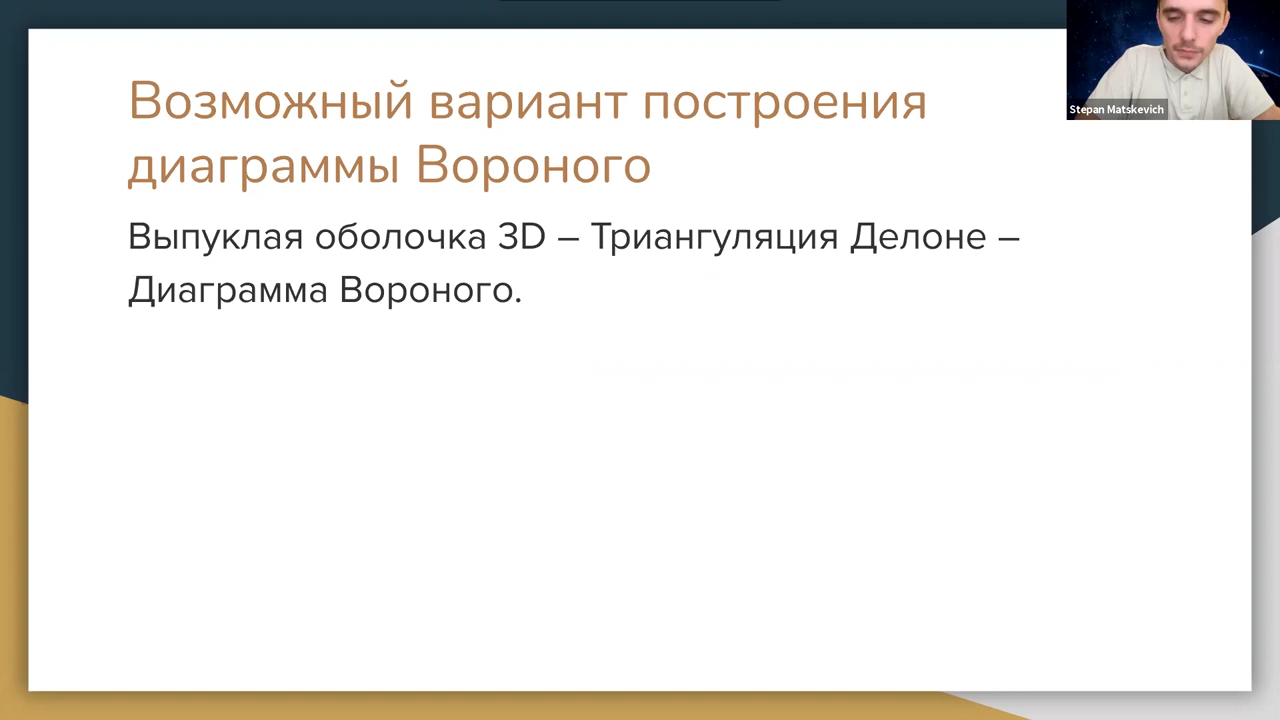 Возможный вариант построения
диаграммы Вороного
Выпуклая оболочка 3D – Триангуляция Делоне –
Диаграмма Вороного.
Stepan Matskevich